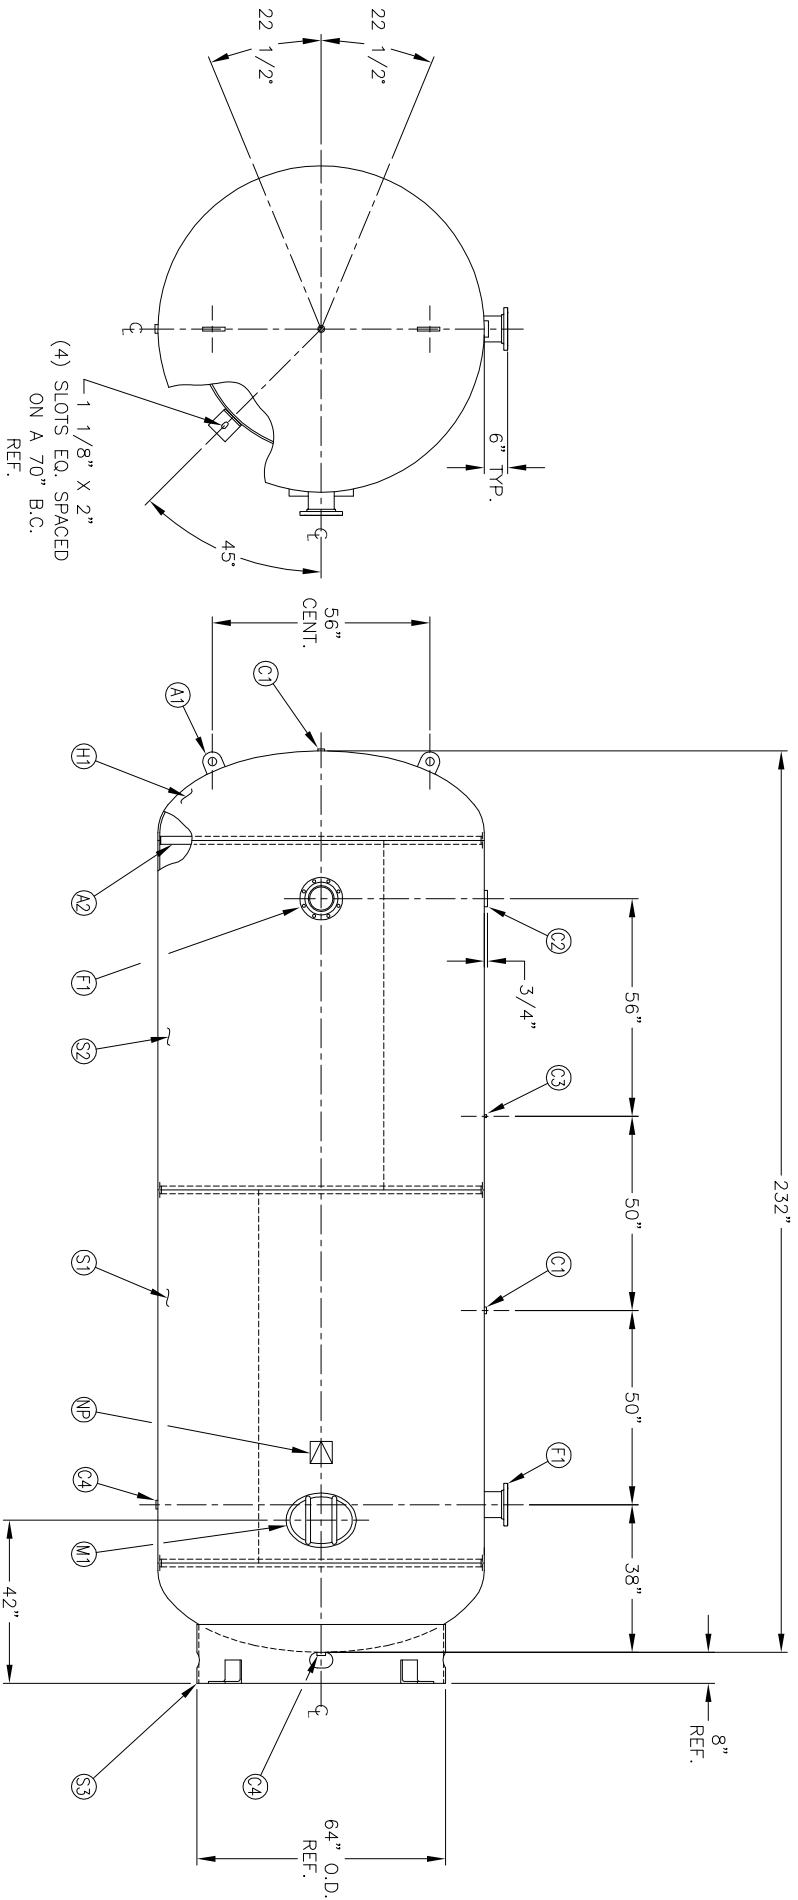 22 1/2°
22 1/2°
6" TYP.
45°
℄
℄
1 1/8" X 2"
(4) SLOTS EQ. SPACED
ON A 70" B.C.
REF.
56"
CENT.
C1
A1
H1
A2
F1
S2
S1
NP
C4
M1
S3
C4
C2
C3
C1
F1
3/4"
56"
50"
50"
38"
232"
8"
REF.
42"
64" O.D.
REF.
℄